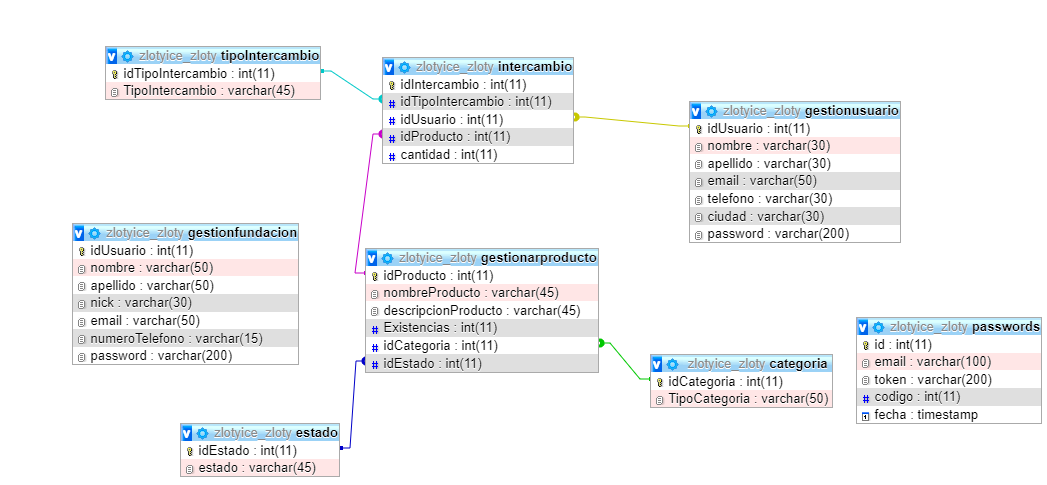 zlotyice_zloty tipoIntercambio
idTipoIntercambio : int(11)
TipoIntercambio : varchar(45)
zlotyice_zloty intercambio
idIntercambio : int(11)
idTipoIntercambio : int(11)
idUsuario : int(11)
idProducto : int(11)
cantidad : int(11)
zlotyice_zloty gestionusuario
idUsuario : int(11)
nombre : varchar(30)
apellido : varchar(30)
email : varchar(50)
telefono : varchar(30)
ciudad : varchar(30)
password : varchar(200)
zlotyice_zloty gestionfundacion
idUsuario : int(11)
nombre : varchar(50)
apellido : varchar(50)
nick : varchar(30)
email : varchar(50)
numeroTelefono : varchar(15)
password : varchar(200)
zlotyice_zloty gestionarproducto
idProducto : int(11)
nombreProducto : varchar(45)
descripcionProducto : varchar(45)
Existencias : int(11)
idCategoria : int(11)
idEstado : int(11)
zlotyice_zloty passwords
id : int(11)
email : varchar(100)
token : varchar(200)
codigo : int(11)
fecha : timestamp
zlotyice_zloty categoria
idCategoria : int(11)
TipoCategoria : varchar(50)
zlotyice_zloty estado
idEstado : int(11)
estado : varchar(45)